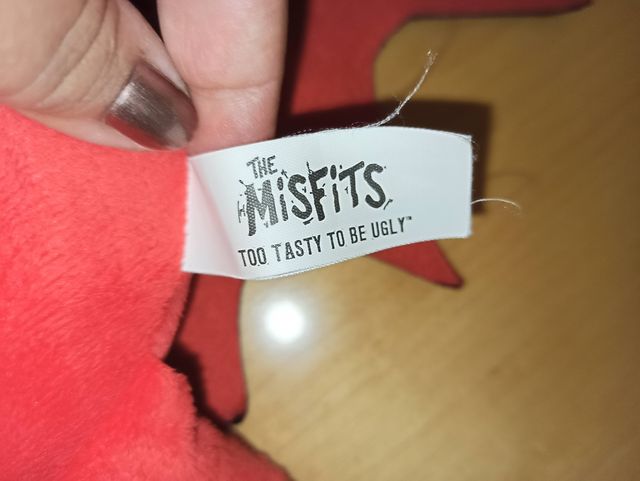 THE
MiSFiTS
TOO TASTY TO BE UGLY™